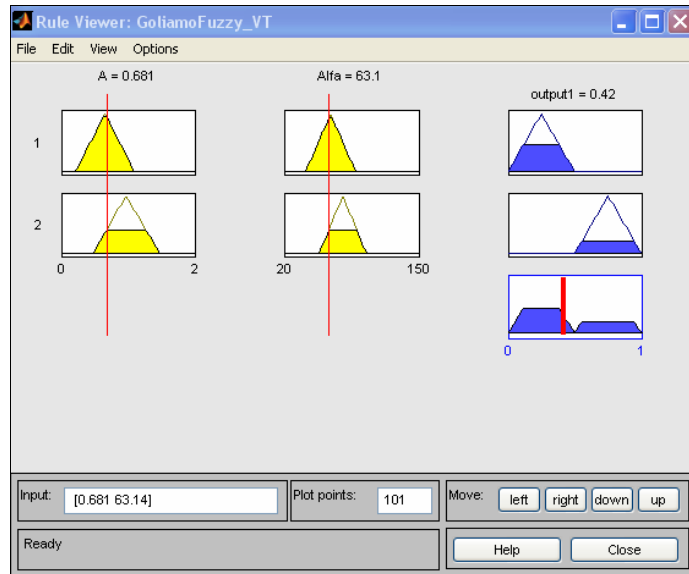 Rule Viewer: GoliamoFuzzy_VT
File Edit View Options
A = 0.681
Alfa = 63.1
output1 = 0.42
1
2
0 2
20 150
0 1
Input: [0.681 63.14]
Plot points: 101
Move: left right down up
Ready
Help Close